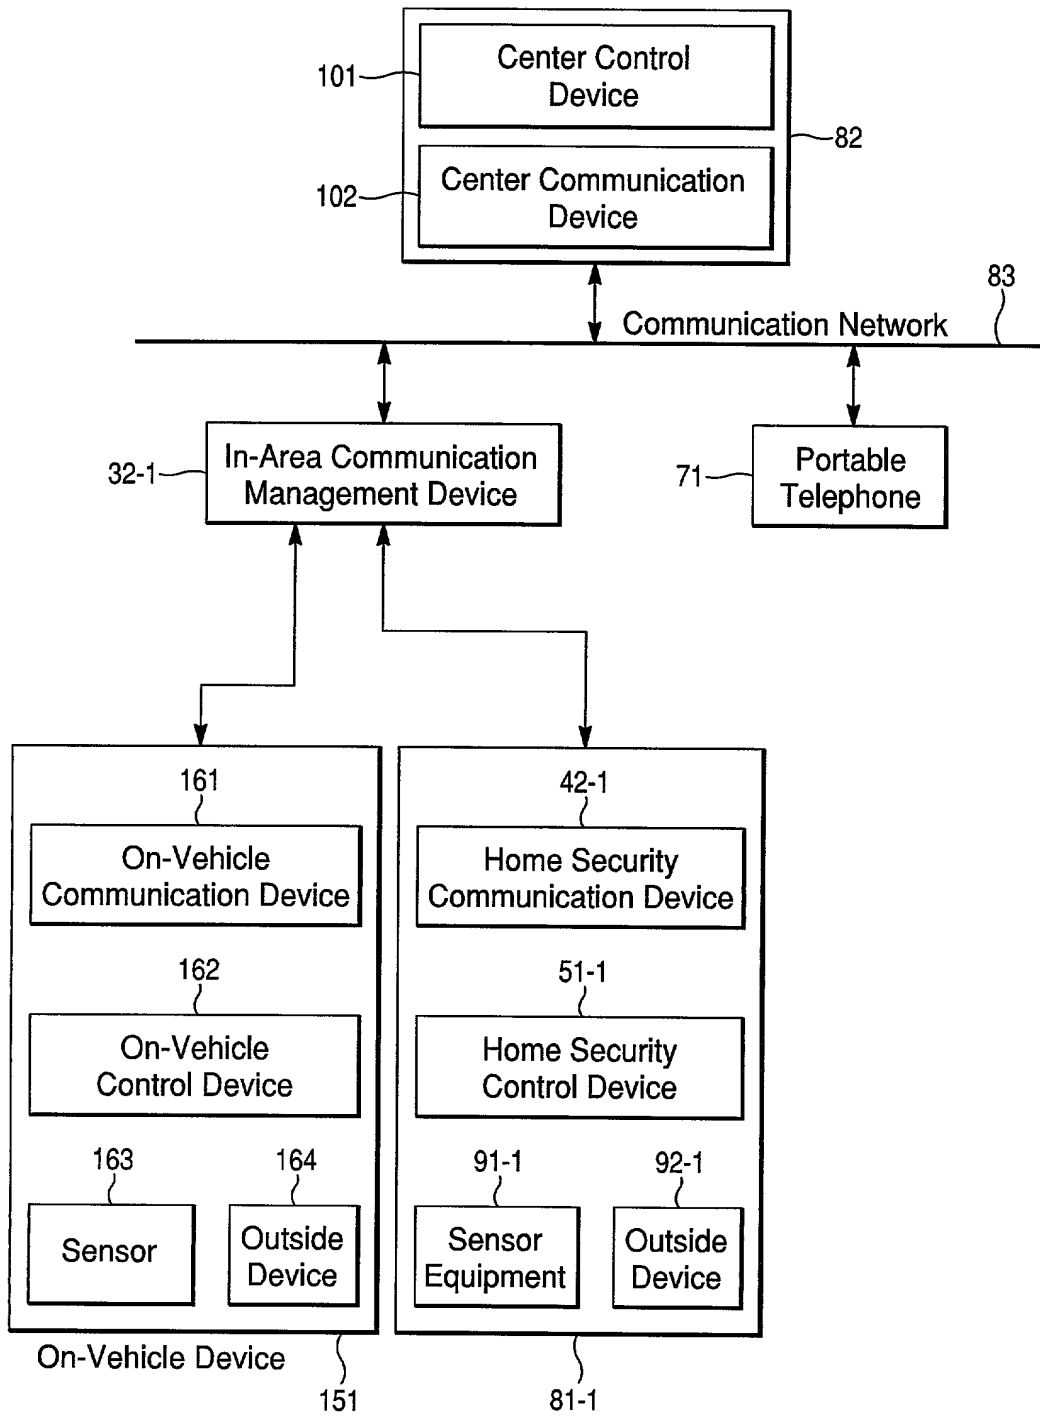 Center Control
Device
101
82
Center Communication
Device
102
83
Communication Network
In-Area Communication
Management Device
32-1
Portable
Telephone
71
161
On-Vehicle
Communication Device
162
On-Vehicle
Control Device
163
164
Sensor
Outside
Device
On-Vehicle Device
151
42-1
Home Security
Communication Device
51-1
Home Security
Control Device
91-1
92-1
Sensor
Equipment
Outside
Device
81-1